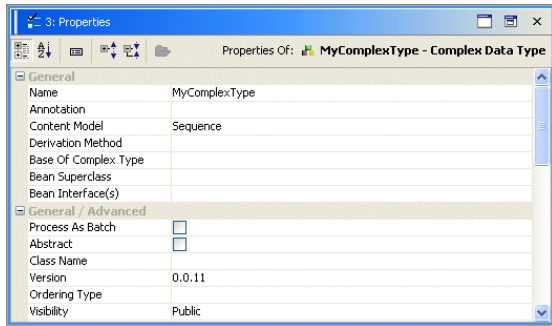 3: Properties
Properties Of: MyComplexType - Complex Data Type
General
Name MyComplexType
Annotation
Content Model Sequence
Derivation Method
Base Of Complex Type
Bean Superclass
Bean Interface(s)
General / Advanced
Process As Batch
Abstract
Class Name
Version 0.0.11
Ordering Type
Visibility Public